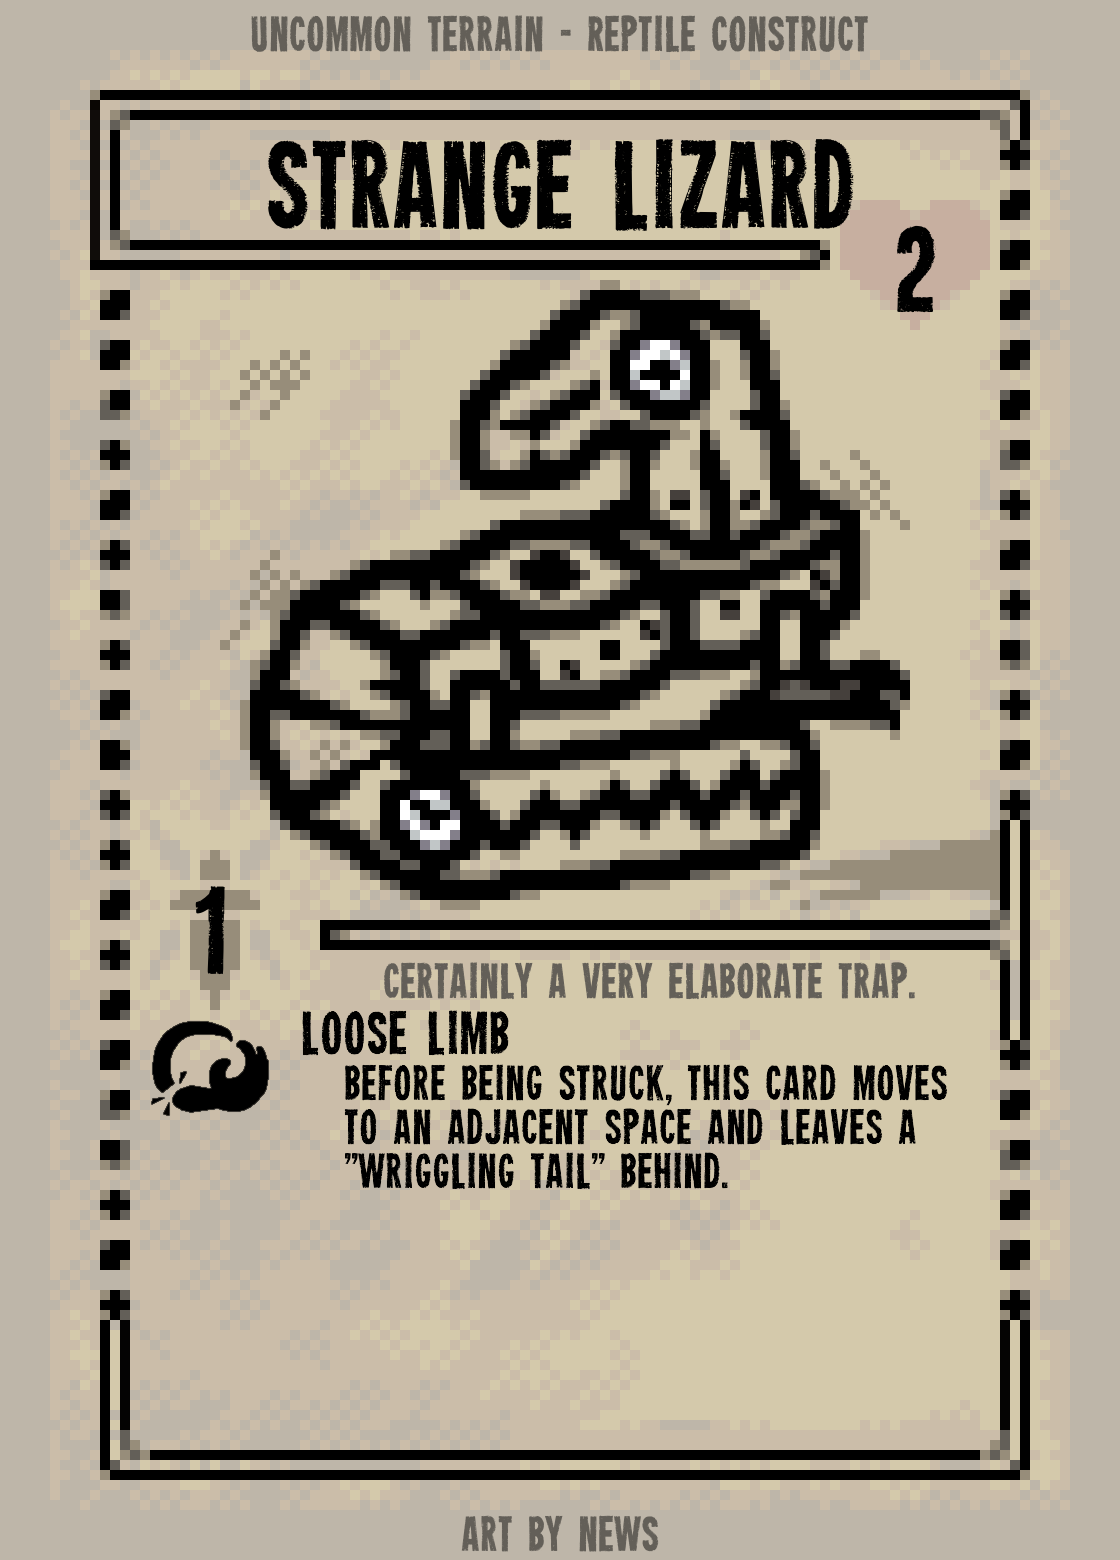 UNCOMMON TERRAIN - REPTILE CONSTRUCT
STRANGE LIZARD
2
1
CERTAINLY A VERY ELABORATE TRAP.
LOOSE LIMB
BEFORE BEING STRUCK, THIS CARD MOVES
TO AN ADJACENT SPACE AND LEAVES A
"WRIGGLING TAIL" BEHIND.
ART BY NEWS